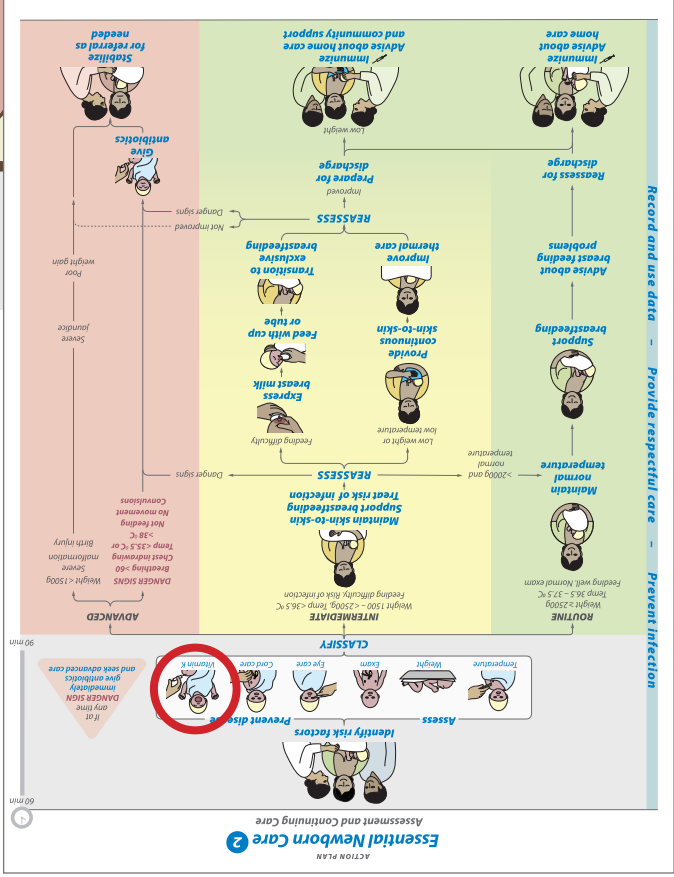 ACTION PLAN
Essential Newborn Care 2
Assessment and Continuing Care
60 min
Identify risk factors
Assess
Prevent disease
Temperature
Weight
Exam
Eye care
Cord care
Vitamin K
If at
any time
DANGER SIGN
immediately
give antibiotics
and seek advanced care
90 min
CLASSIFY
ROUTINE
Weight ≥2500g
Temp 36.5 – 37.5 ºC
Feeding well. Normal exam
Maintain
normal
temperature
Support
breastfeeding
Advise about
breast feeding
problems
Reassess for
discharge
Immunize
Advise about
home care
INTERMEDIATE
Weight 1500 – <2500g, Temp <36.5ºC
Feeding difficulty. Risk of infection
Maintain skin-to-skin
Support breastfeeding
Treat risk of infection
REASSESS
>2000g and
normal
temperature
Danger signs
Low weight or
low temperature
Provide
continuous
skin-to-skin
Improve
thermal care
Feeding difficulty
Express
breast milk
Feed with cup
or tube
Transition to
exclusive
breastfeeding
REASSESS
Not improved
Danger signs
Improved
Prepare for
discharge
Low weight
Immunize
Advise about home care
and community support
ADVANCED
DANGER SIGNS
Breathing >60
Chest indrawing
Temp <35.5 ºC or
>38 ºC
Not feeding
No movement
Convulsions
Weight <1500g
Severe
malformation
Birth injury
Severe
jaundice
Poor
weight gain
Give
antibiotics
Stabilize
for referral as
needed
Prevent infection – Provide respectful care – Record and use data